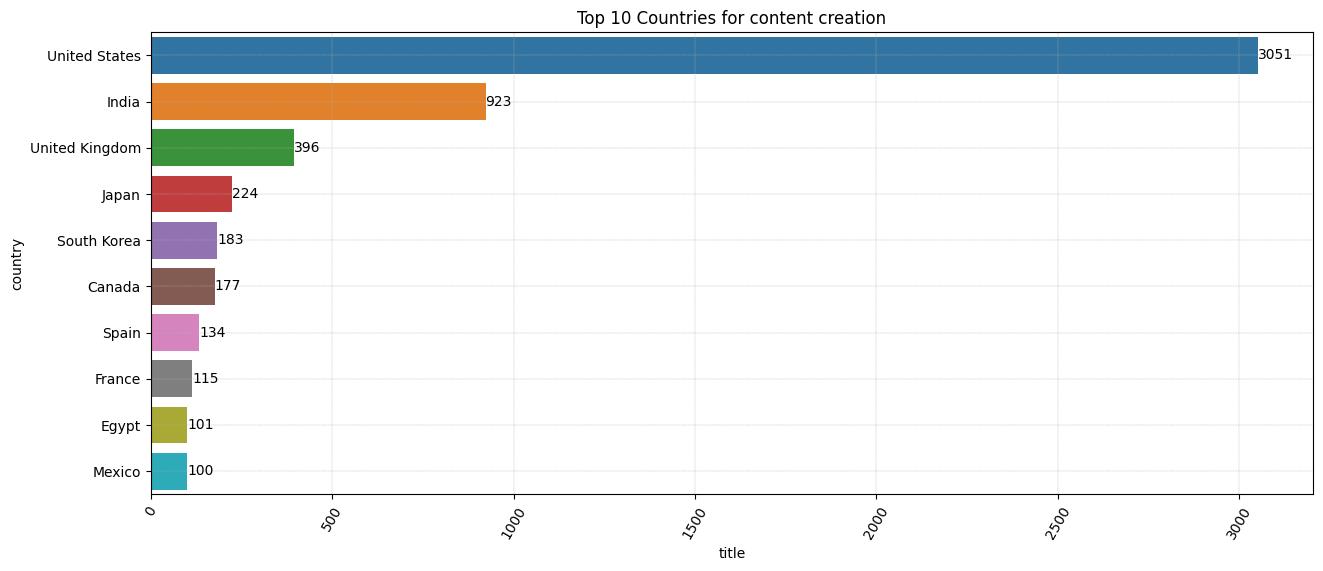 Top 10 Countries for content creation
country
United States 3051
India 923
United Kingdom 396
Japan 224
South Korea 183
Canada 177
Spain 134
France 115
Egypt 101
Mexico 100
0 500 1000 1500 2000 2500 3000
title